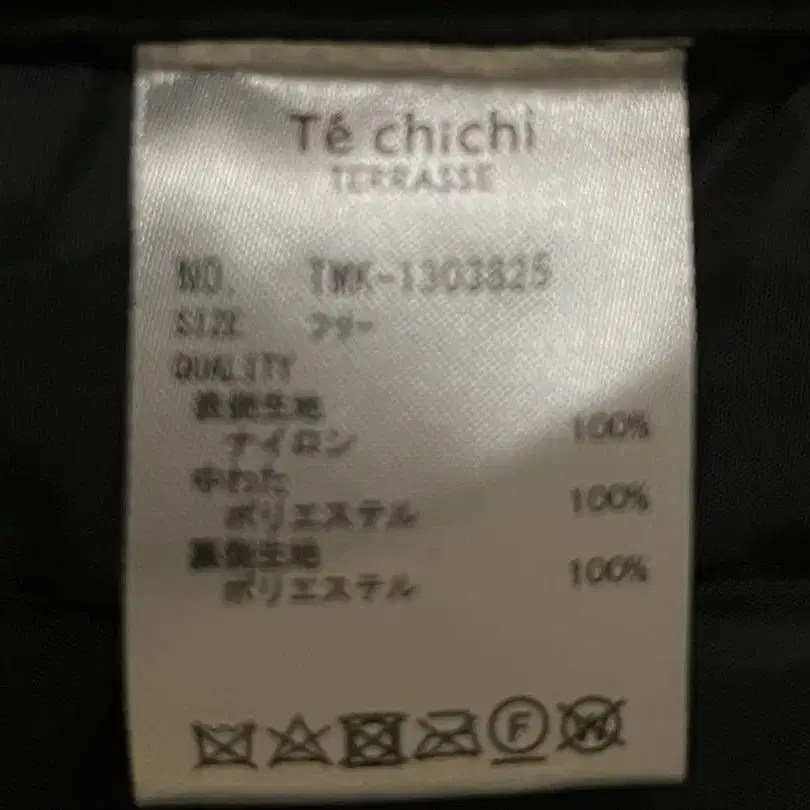 Té chichi
TERRASSE
NO. TMK-1303825
SIZE フリー
QUALITY
表側生地
ナイロン 100%
中わた
ポリエステル 100%
裏側生地
ポリエステル 100%
F
W